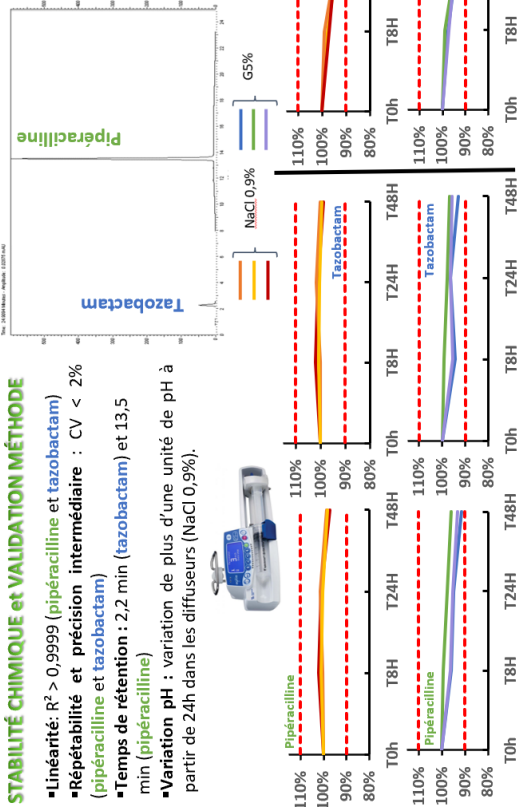 STABILITÉ CHIMIQUE et VALIDATION MÉTHODE
▪Linéarité: R² > 0,9999 (pipéracilline et tazobactam)
▪Répétabilité et précision intermédiaire : CV < 2%
(pipéracilline et tazobactam)
▪Temps de rétention : 2,2 min (tazobactam) et 13,5
min (pipéracilline)
▪Variation pH : variation de plus d’une unité de pH à
partir de 24h dans les diffuseurs (NaCl 0,9%).
Tazobactam
Pipéracilline
NaCl 0,9%
G5%
Pipéracilline
110%
100%
90%
80%
T0h
T8H
T24H
T48H
Tazobactam
110%
100%
90%
80%
T0h
T8H
T24H
T48H
110%
100%
90%
80%
T0h
T8H
Pipéracilline
110%
100%
90%
80%
T0h
T8H
T24H
T48H
Tazobactam
110%
100%
90%
80%
T0h
T8H
T24H
T48H
110%
100%
90%
80%
T0h
T8H